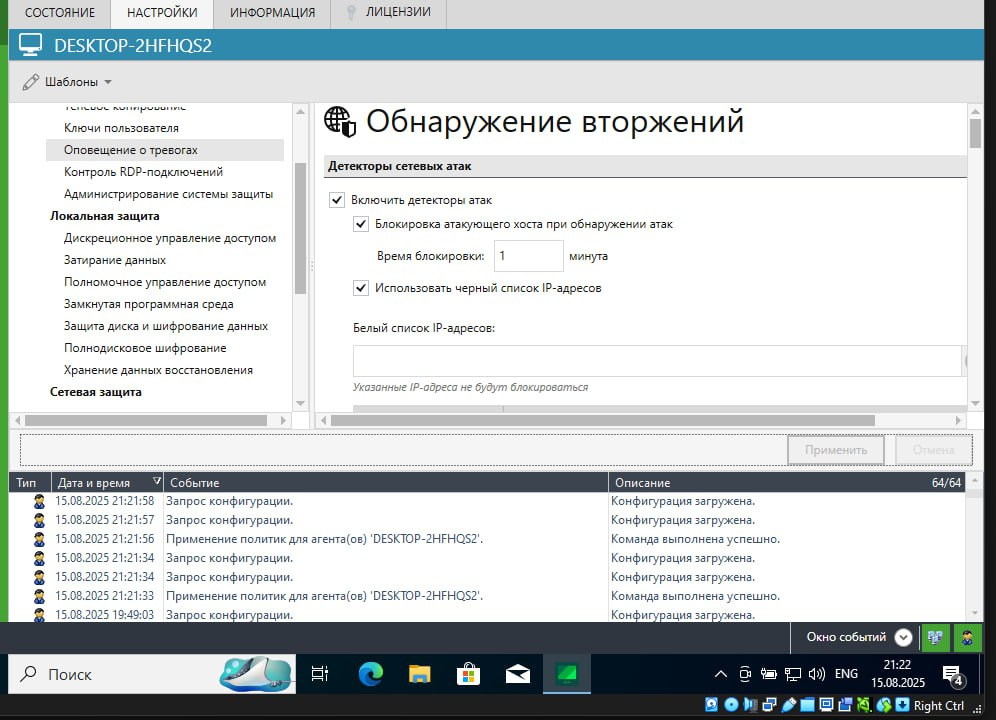 СОСТОЯНИЕ НАСТРОЙКИ ИНФОРМАЦИЯ ЛИЦЕНЗИИ
DESKTOP-2HFHQS2
Шаблоны
Теневое копирование
Ключи пользователя
Оповещение о тревогах
Контроль RDP-подключений
Администрирование системы защиты
Локальная защита
Дискреционное управление доступом
Затирание данных
Полномочное управление доступом
Замкнутая программная среда
Защита диска и шифрование данных
Полнодисковое шифрование
Хранение данных восстановления
Сетевая защита
Обнаружение вторжений
Детекторы сетевых атак
Включить детекторы атак
Блокировка атакующего хоста при обнаружении атак
Время блокировки: 1 минута
Использовать черный список IP-адресов
Белый список IP-адресов:
Указанные IP-адреса не будут блокироваться
Применить Отмена
Тип Дата и время Событие Описание 64/64
15.08.2025 21:21:58 Запрос конфигурации. Конфигурация загружена.
15.08.2025 21:21:57 Запрос конфигурации. Конфигурация загружена.
15.08.2025 21:21:56 Применение политик для агента(ов) 'DESKTOP-2HFHQS2'. Команда выполнена успешно.
15.08.2025 21:21:34 Запрос конфигурации. Конфигурация загружена.
15.08.2025 21:21:34 Запрос конфигурации. Конфигурация загружена.
15.08.2025 21:21:33 Применение политик для агента(ов) 'DESKTOP-2HFHQS2'. Команда выполнена успешно.
15.08.2025 19:49:03 Запрос конфигурации. Конфигурация загружена.
Окно событий
Поиск
ENG
21:22
15.08.2025
4
Right Ctrl